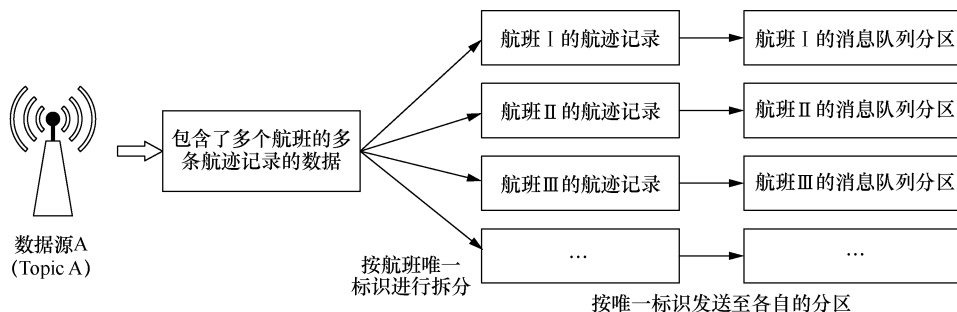 航班Ⅰ的航迹记录
航班Ⅰ的消息队列分区
包含了多个航班的多
条航迹记录的数据
航班Ⅱ的航迹记录
航班Ⅱ的消息队列分区
航班Ⅲ的航迹记录
航班Ⅲ的消息队列分区
…
…
数据源A
(Topic A)
按航班唯一
标识进行拆分
按唯一标识发送至各自的分区